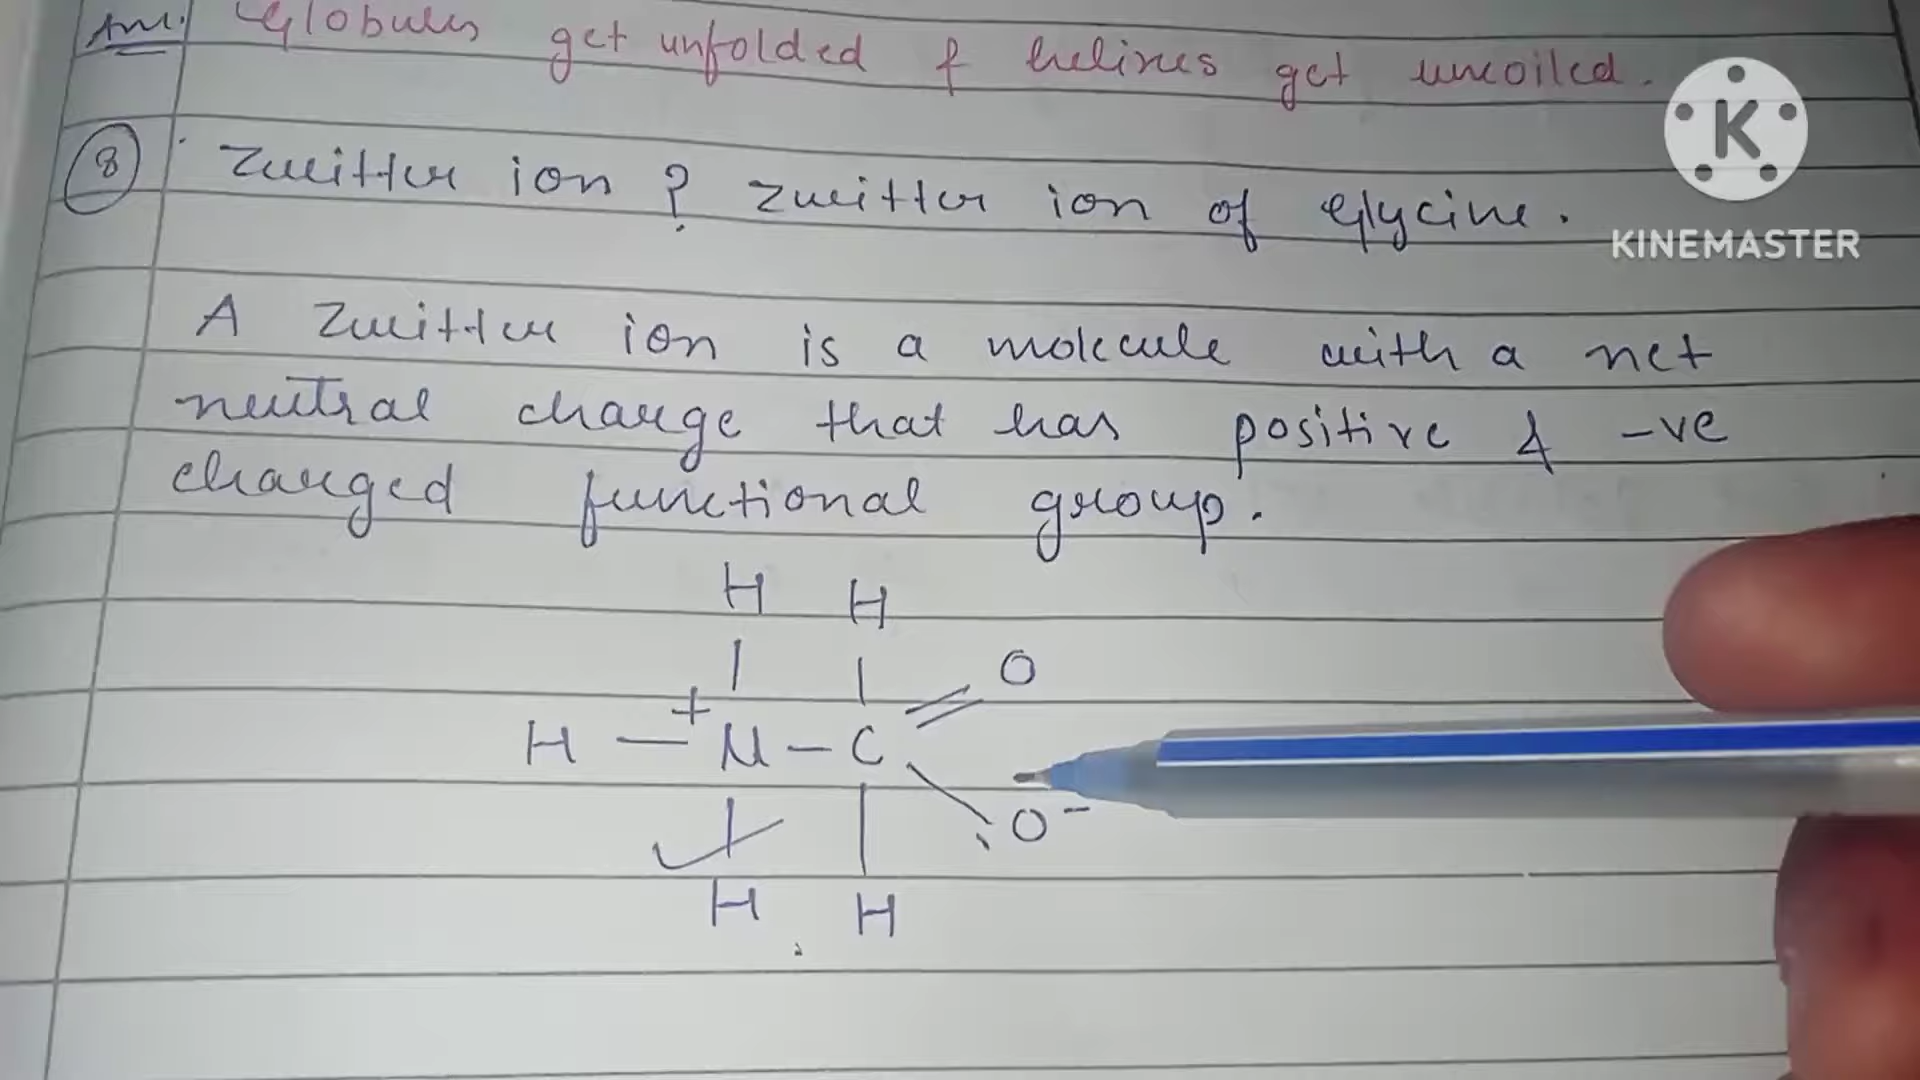 Ans. Globules get unfolded & helixes get uncoiled.
8 Zwitter ion ? Zwitter ion of Glycine.
A Zwitter ion is a molecule with a net
neutral charge that has positive & -ve
charged functional group.
H H
O
+
H — N — C
O-
H H
K
KINEMASTER